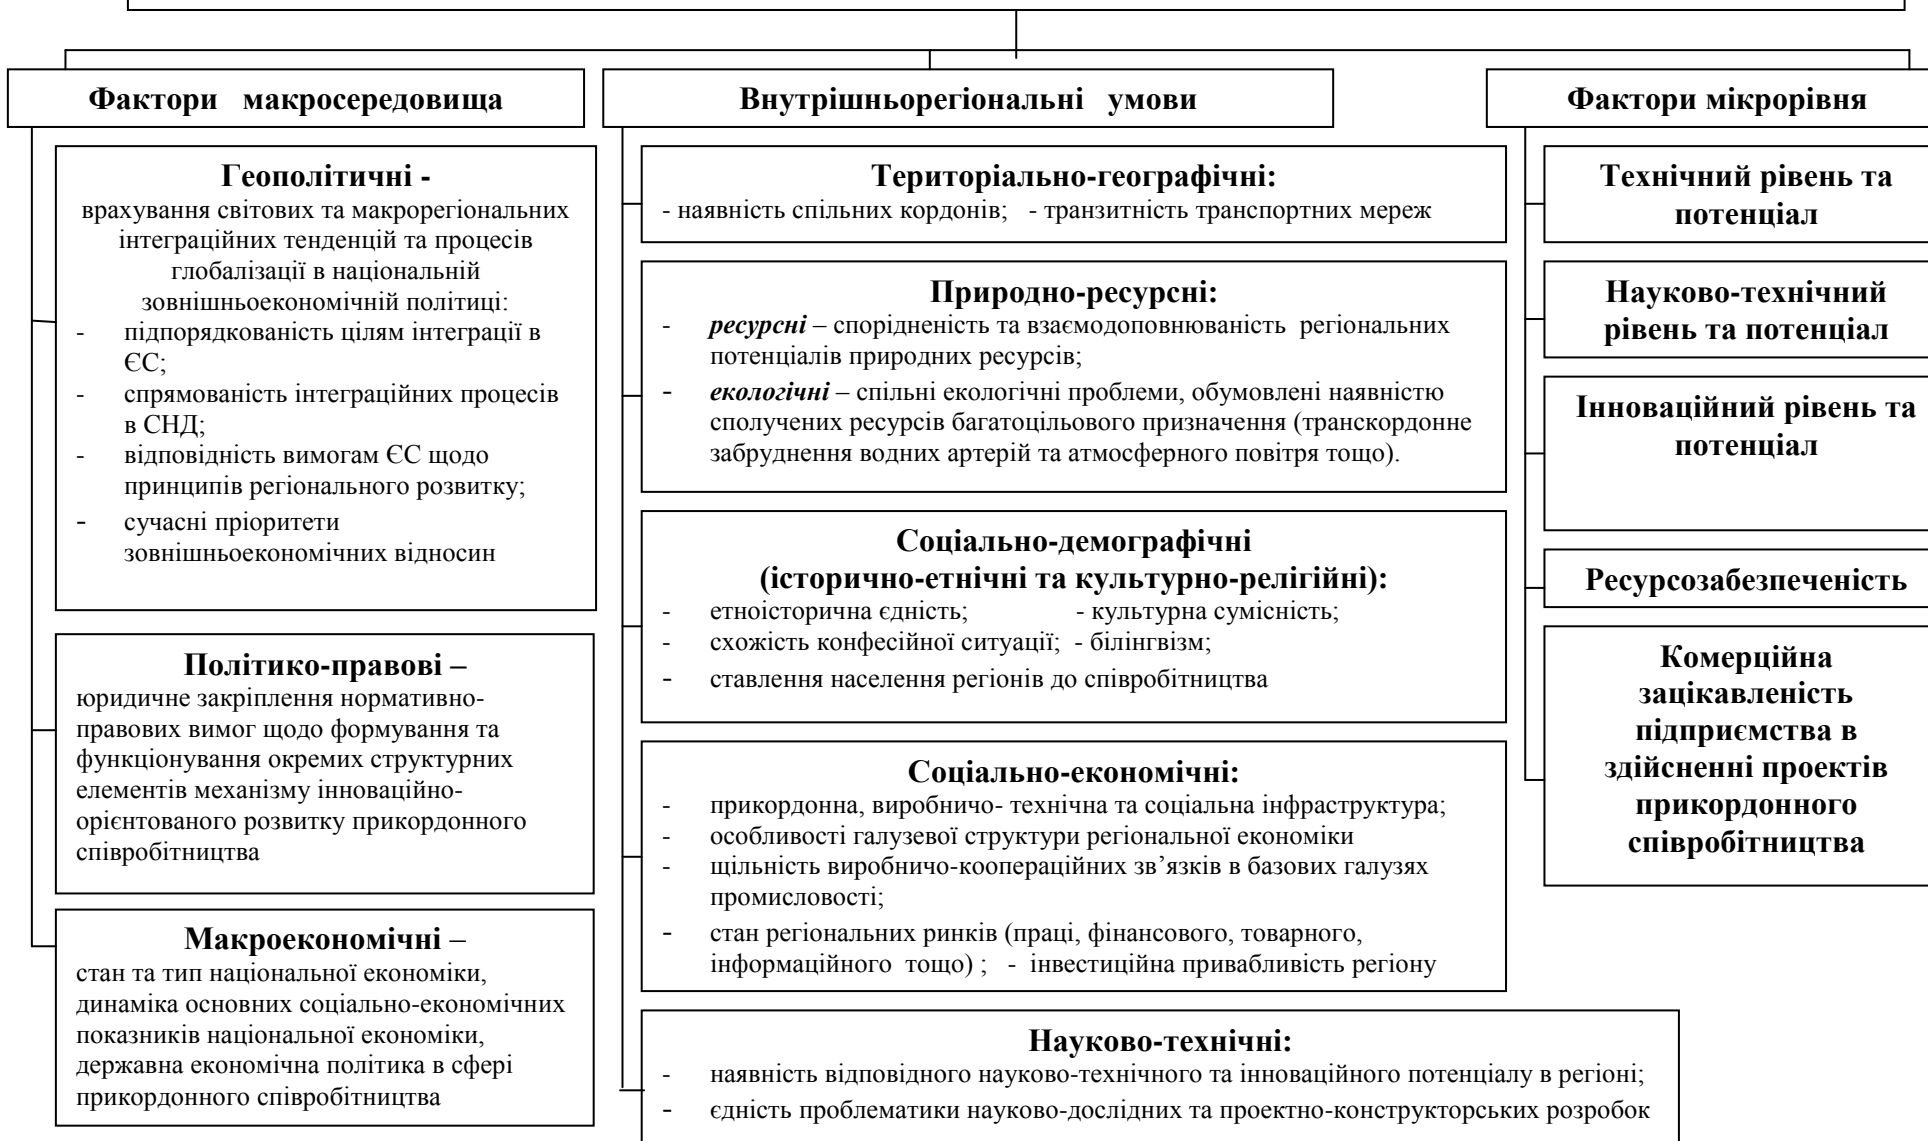 Фактори макросередовища
Геополітичні -
врахування світових та макрорегіональних
інтеграційних тенденцій та процесів
глобалізації в національній
зовнішньоекономічній політиці:
- підпорядкованість цілям інтеграції в
ЄС;
- спрямованість інтеграційних процесів
в СНД;
- відповідність вимогам ЄС щодо
принципів регіонального розвитку;
- сучасні пріоритети
зовнішньоекономічних відносин
Політико-правові –
юридичне закріплення нормативно-
правових вимог щодо формування та
функціонування окремих структурних
елементів механізму інноваційно-
орієнтованого розвитку прикордонного
співробітництва
Макроекономічні –
стан та тип національної економіки,
динаміка основних соціально-економічних
показників національної економіки,
державна економічна політика в сфері
прикордонного співробітництва
Внутрішньорегіональні умови
Територіально-географічні:
- наявність спільних кордонів; - транзитність транспортних мереж
Природно-ресурсні:
- ресурсні – спорідненість та взаємодоповнюваність регіональних
потенціалів природних ресурсів;
- екологічні – спільні екологічні проблеми, обумовлені наявністю
сполучених ресурсів багатоцільового призначення (транскордонне
забруднення водних артерій та атмосферного повітря тощо).
Соціально-демографічні
(історично-етнічні та культурно-релігійні):
- етноісторична єдність; - культурна сумісність;
- схожість конфесійної ситуації; - білінгвізм;
- ставлення населення регіонів до співробітництва
Соціально-економічні:
- прикордонна, виробничо- технічна та соціальна інфраструктура;
- особливості галузевої структури регіональної економіки
- щільність виробничо-коопераційних зв’язків в базових галузях
промисловості;
- стан регіональних ринків (праці, фінансового, товарного,
інформаційного тощо) ; - інвестиційна привабливість регіону
Науково-технічні:
- наявність відповідного науково-технічного та інноваційного потенціалу в регіоні;
- єдність проблематики науково-дослідних та проектно-конструкторських розробок
Фактори мікрорівня
Технічний рівень та
потенціал
Науково-технічний
рівень та потенціал
Інноваційний рівень та
потенціал
Ресурсозабезпеченість
Комерційна
зацікавленість
підприємства в
здійсненні проектів
прикордонного
співробітництва